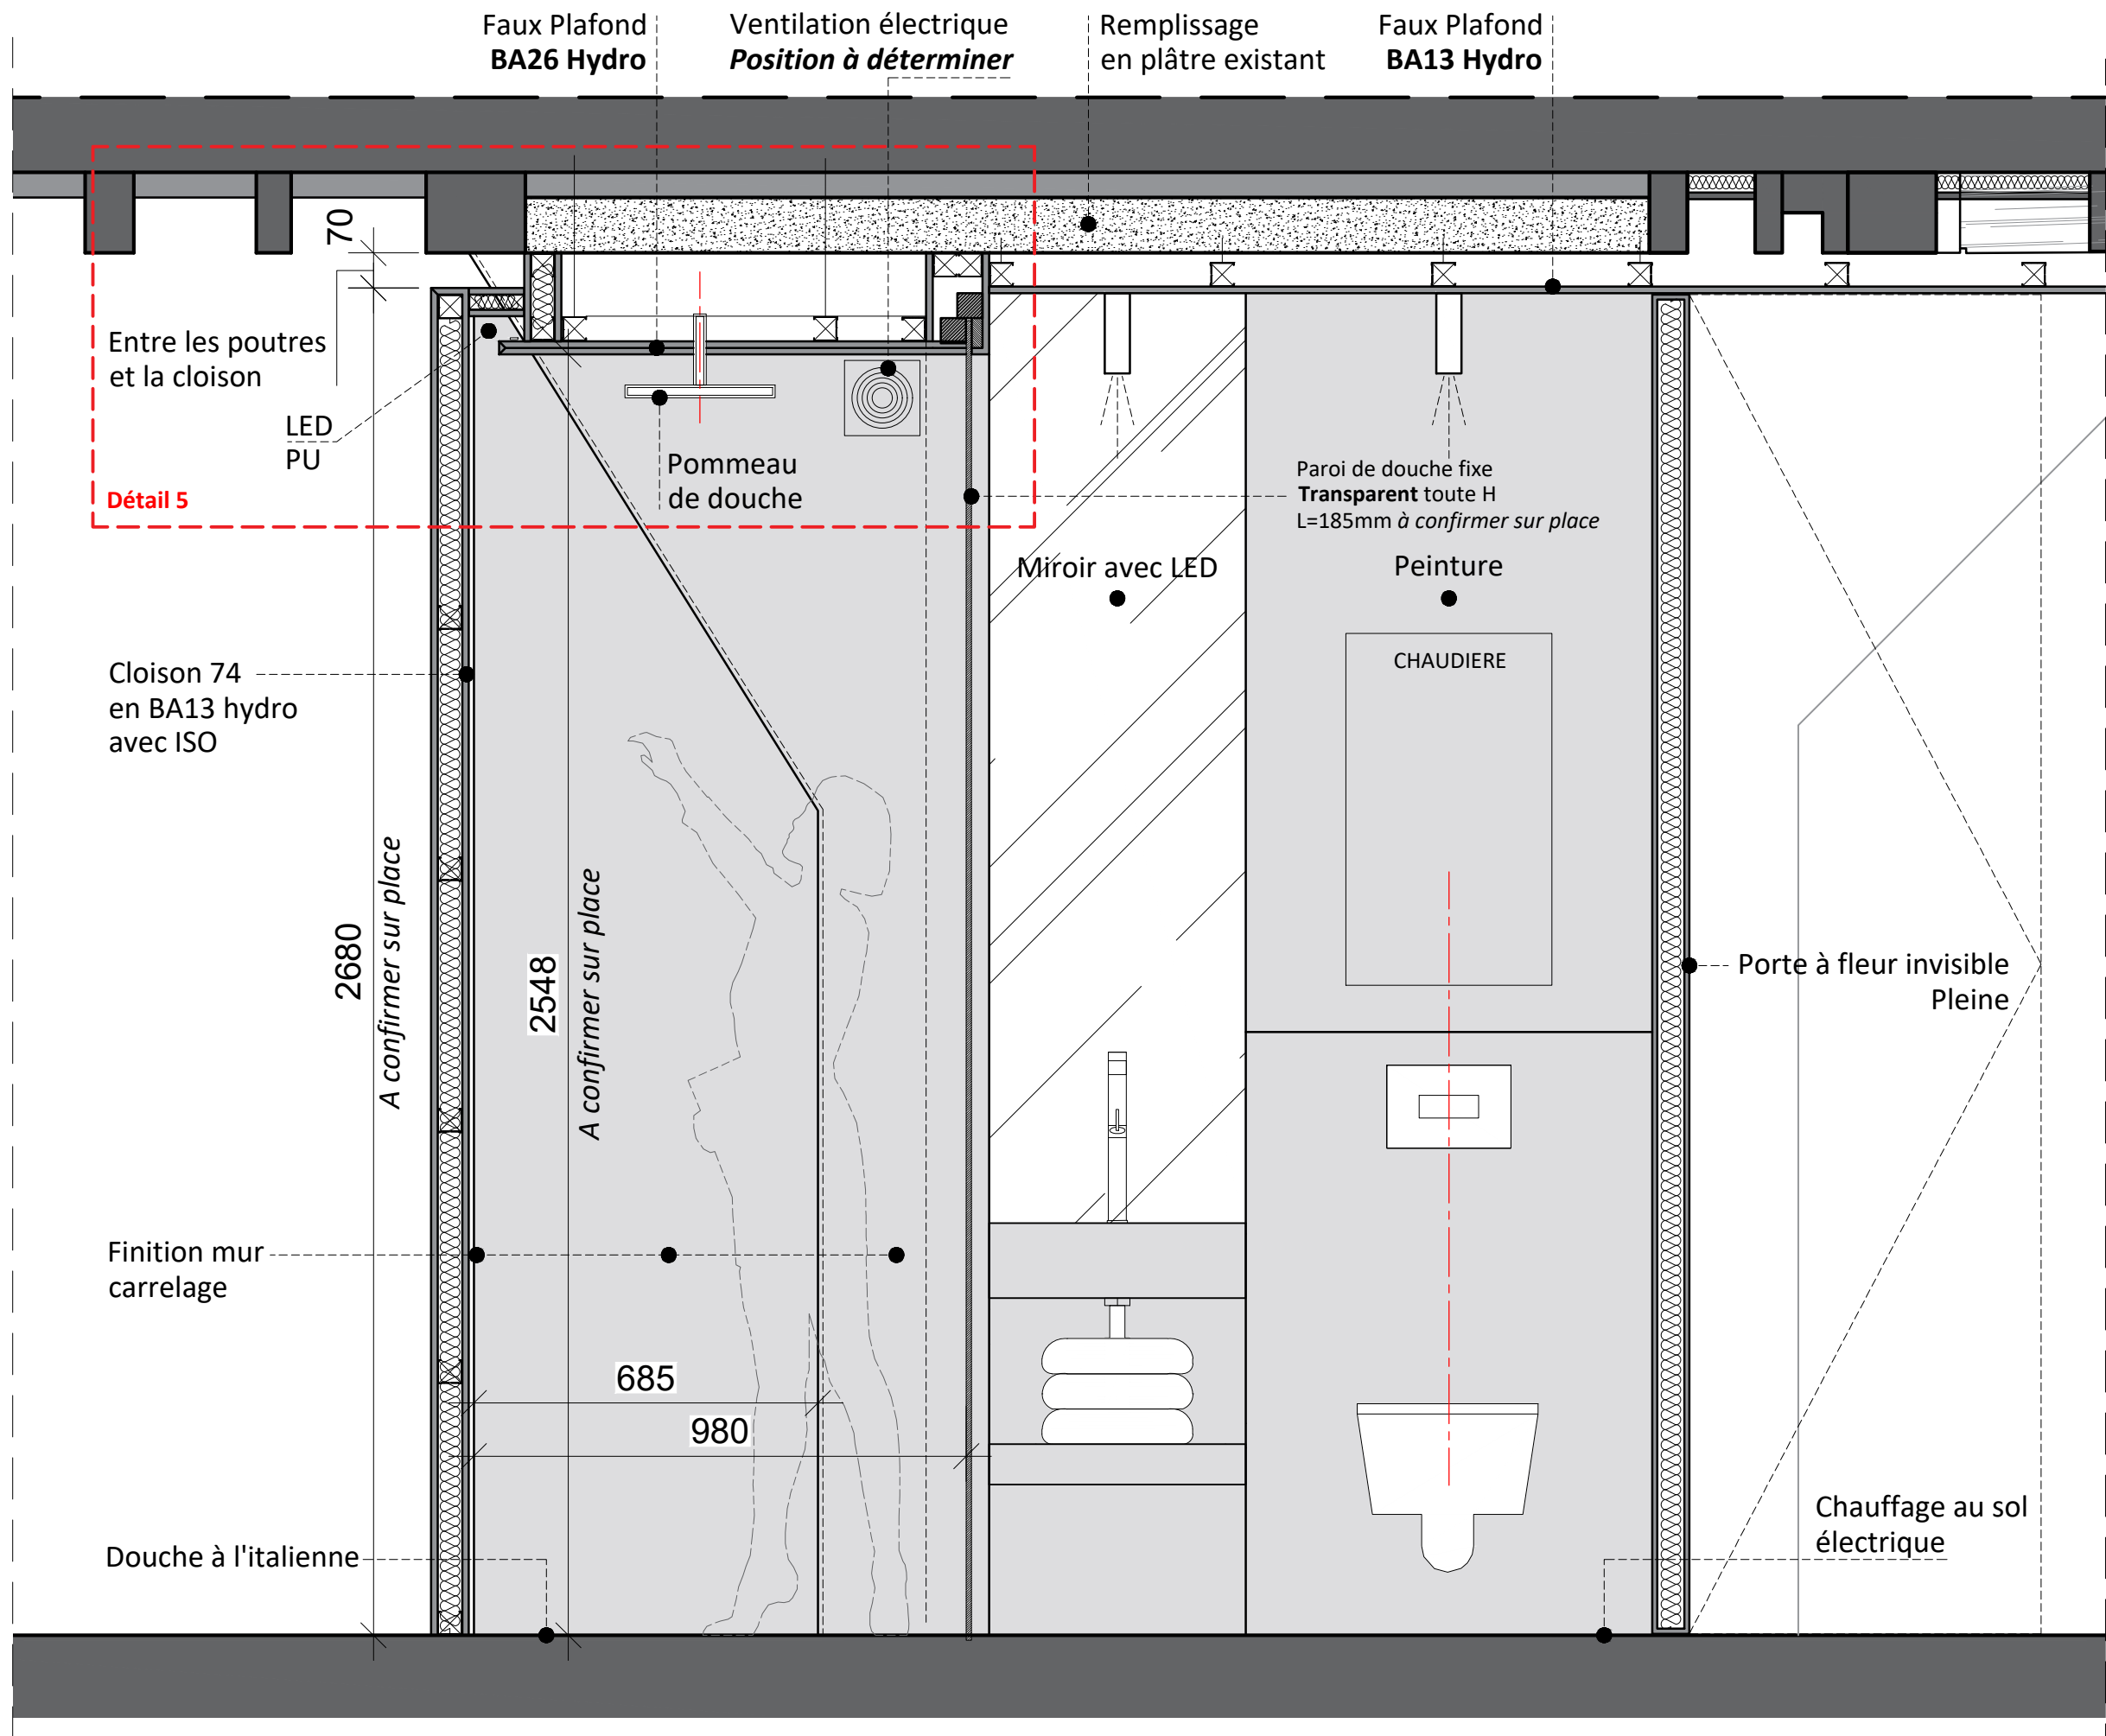 Faux Plafond
BA26 Hydro
Ventilation électrique
Position à déterminer
Remplissage
en plâtre existant
Faux Plafond
BA13 Hydro
70
Entre les poutres
et la cloison
LED
PU
Détail 5
Pommeau
de douche
Paroi de douche fixe
Transparent toute H
L=185mm à confirmer sur place
Miroir avec LED
Peinture
CHAUDIERE
Cloison 74
en BA13 hydro
avec ISO
2680
A confirmer sur place
2548
A confirmer sur place
Porte à fleur invisible
Pleine
Finition mur
carrelage
685
980
Douche à l'italienne
Chauffage au sol
électrique